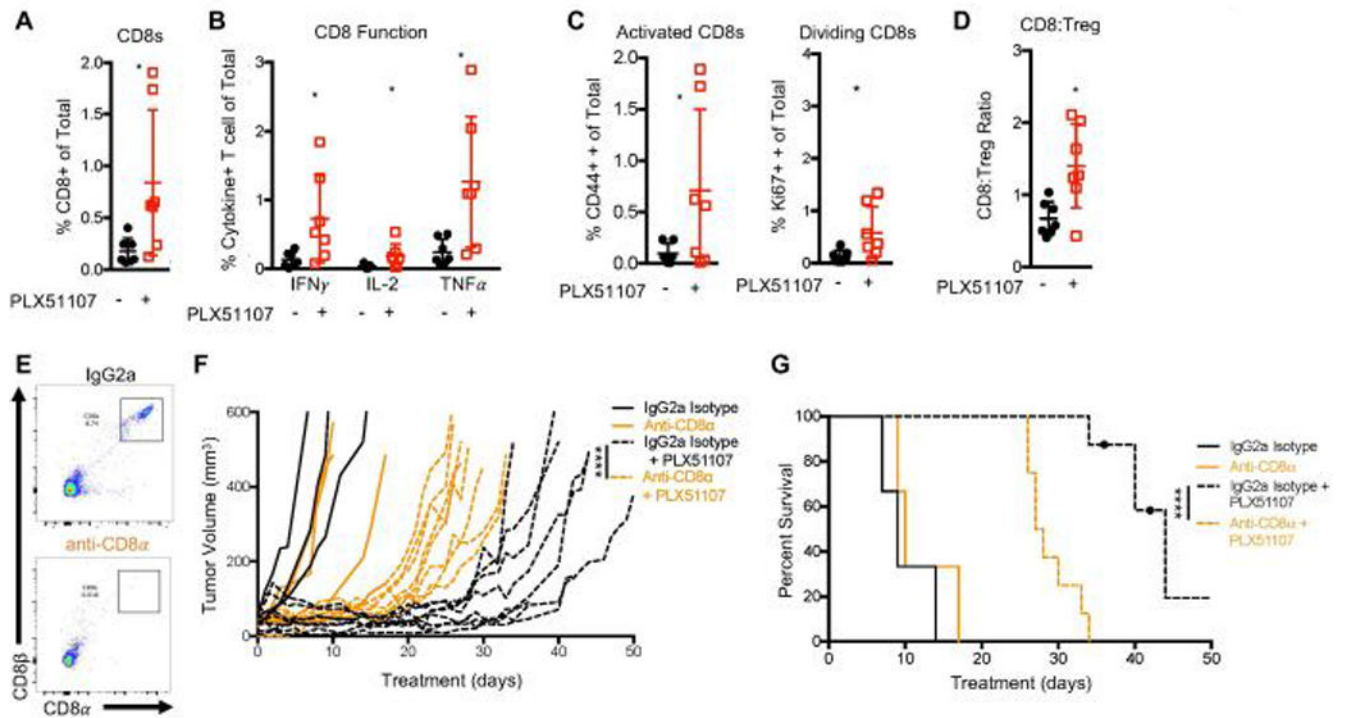 A
CD8s
% CD8+ of Total
2.0
1.5
1.0
0.5
0.0
*
PLX51107 - +
B
CD8 Function
% Cytokine+ T cell of Total
3
2
1
0
* * *
IFNγ IL-2 TNFα
PLX51107 - + - + - +
C
Activated CD8s
% CD44+ + of Total
2.0
1.5
1.0
0.5
0.0
*
PLX51107 - +
Dividing CD8s
% Ki67+ + of Total
4
3
2
1
0
*
PLX51107 - +
D
CD8:Treg
CD8:Treg Ratio
3
2
1
0
*
PLX51107 - +
E
IgG2a
anti-CD8α
CD8β
CD8α
F
Tumor Volume (mm³)
600
400
200
0
0 10 20 30 40 50
Treatment (days)
IgG2a Isotype
Anti-CD8α
IgG2a Isotype
+ PLX51107
Anti-CD8α
+ PLX51107
****
G
Percent Survival
100
80
60
40
20
0
0 10 20 30 40 50
Treatment (days)
IgG2a Isotype
Anti-CD8α
IgG2a Isotype +
PLX51107
Anti-CD8α +
PLX51107
****